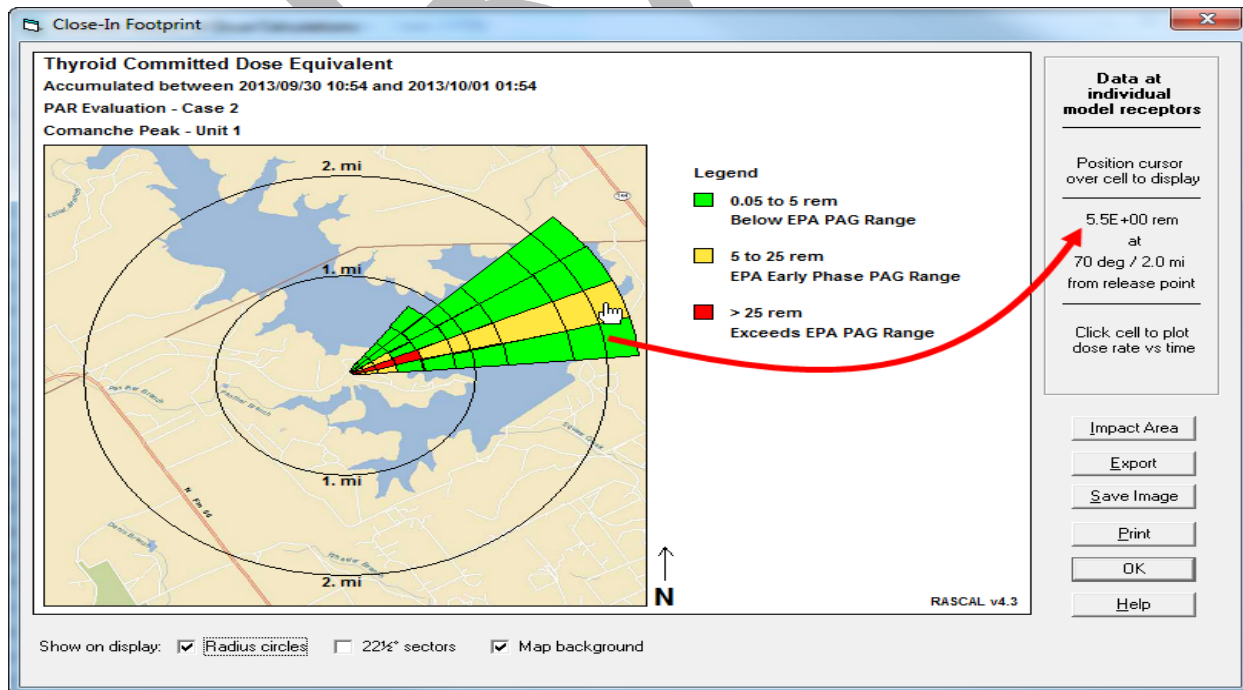 Close-In Footprint
Thyroid Committed Dose Equivalent
Accumulated between 2013/09/30 10:54 and 2013/10/01 01:54
PAR Evaluation - Case 2
Comanche Peak - Unit 1
2. mi
1. mi
1. mi
2. mi
N Fm 56
144
Panther Branch
N
Legend
0.05 to 5 rem
Below EPA PAG Range
5 to 25 rem
EPA Early Phase PAG Range
> 25 rem
Exceeds EPA PAG Range
RASCAL v4.3
Data at
individual
model receptors
Position cursor
over cell to display
5.5E+00 rem
at
70 deg / 2.0 mi
from release point
Click cell to plot
dose rate vs time
Impact Area
Export
Save Image
Print
OK
Help
Show on display: Radius circles 22½° sectors Map background